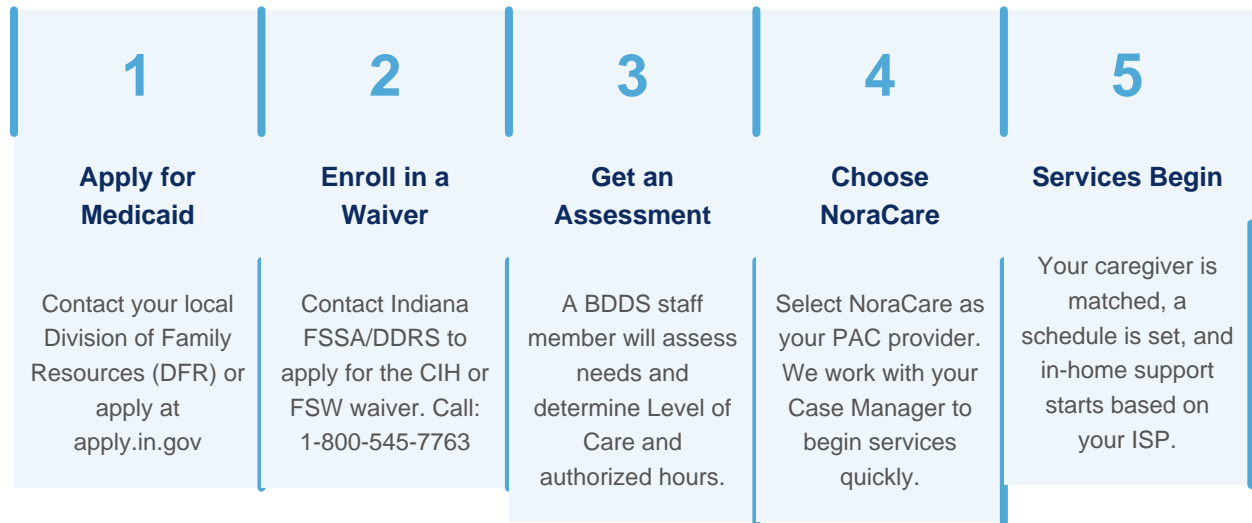 1
Apply for
Medicaid
Contact your local
Division of Family
Resources (DFR) or
apply at
apply.in.gov
2
Enroll in a
Waiver
Contact Indiana
FSSA/DDRS to
apply for the CIH or
FSW waiver. Call:
1-800-545-7763
3
Get an
Assessment
A BDDS staff
member will assess
needs and
determine Level of
Care and
authorized hours.
4
Choose
NoraCare
Select NoraCare as
your PAC provider.
We work with your
Case Manager to
begin services
quickly.
5
Services Begin
Your caregiver is
matched, a
schedule is set, and
in-home support
starts based on
your ISP.